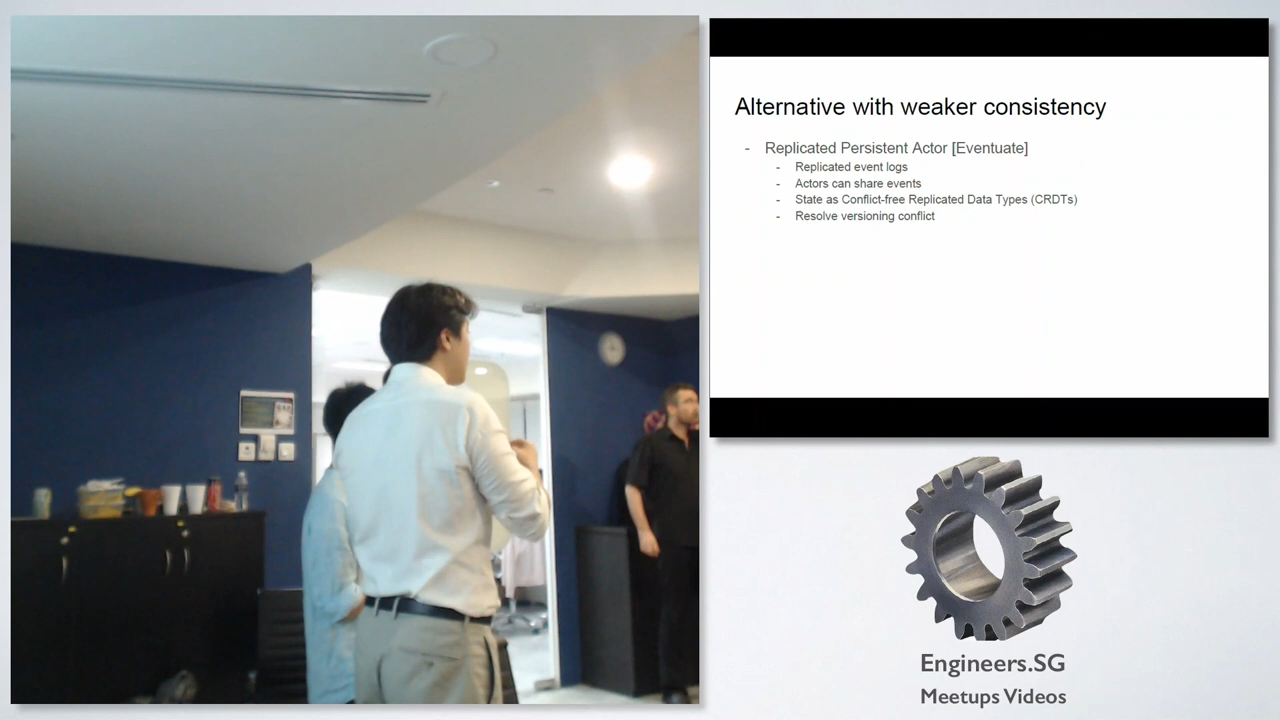 Alternative with weaker consistency
- Replicated Persistent Actor [Eventuate]
- Replicated event logs
- Actors can share events
- State as Conflict-free Replicated Data Types (CRDTs)
- Resolve versioning conflict
Engineers.SG
Meetups Videos